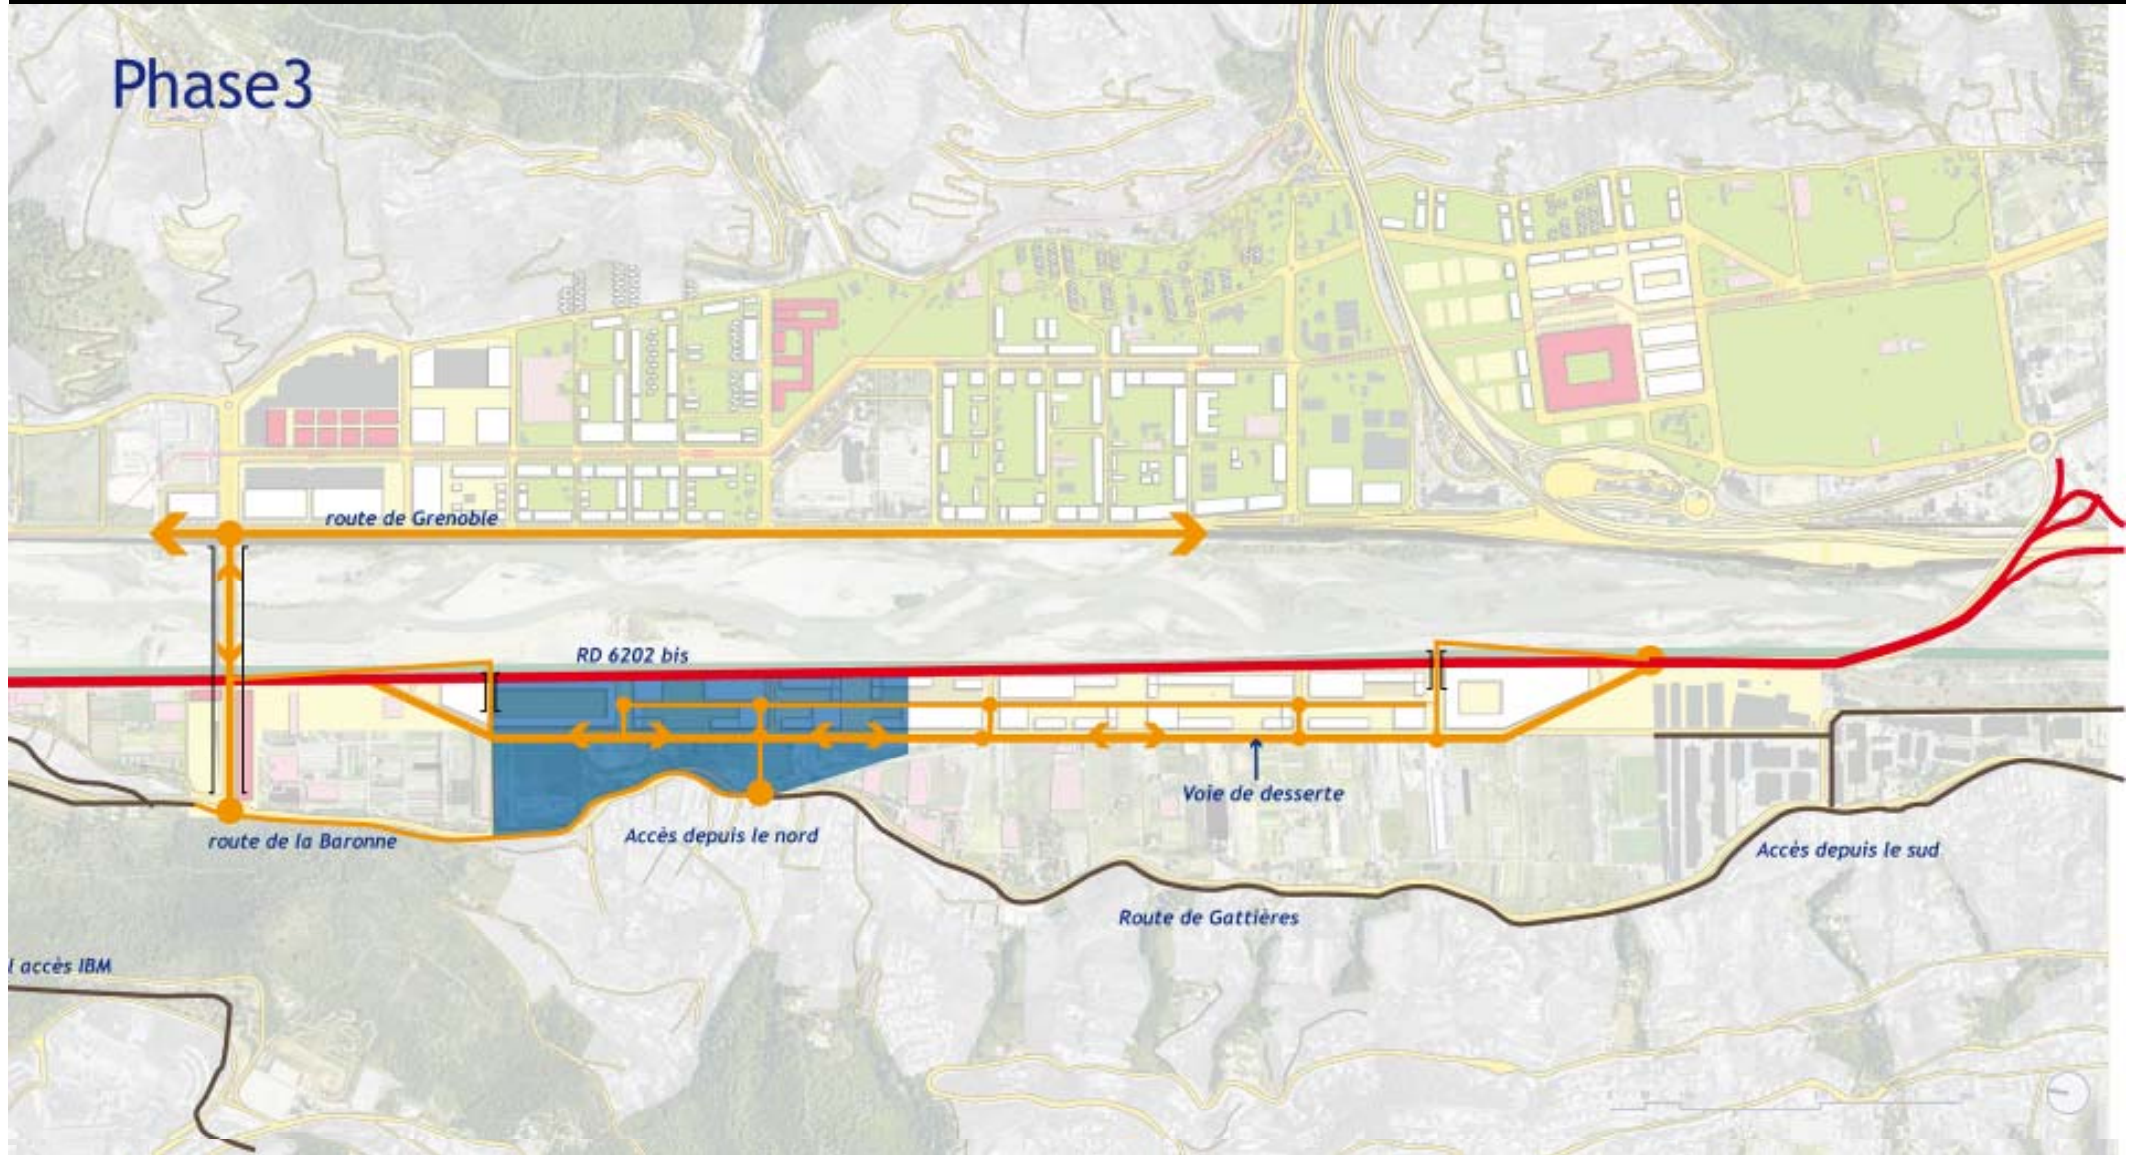 Phase3
route de Grenoble
RD 6202 bis
Voie de desserte
route de la Baronne
Accès depuis le nord
Accès depuis le sud
Route de Gattières
l accès IBM